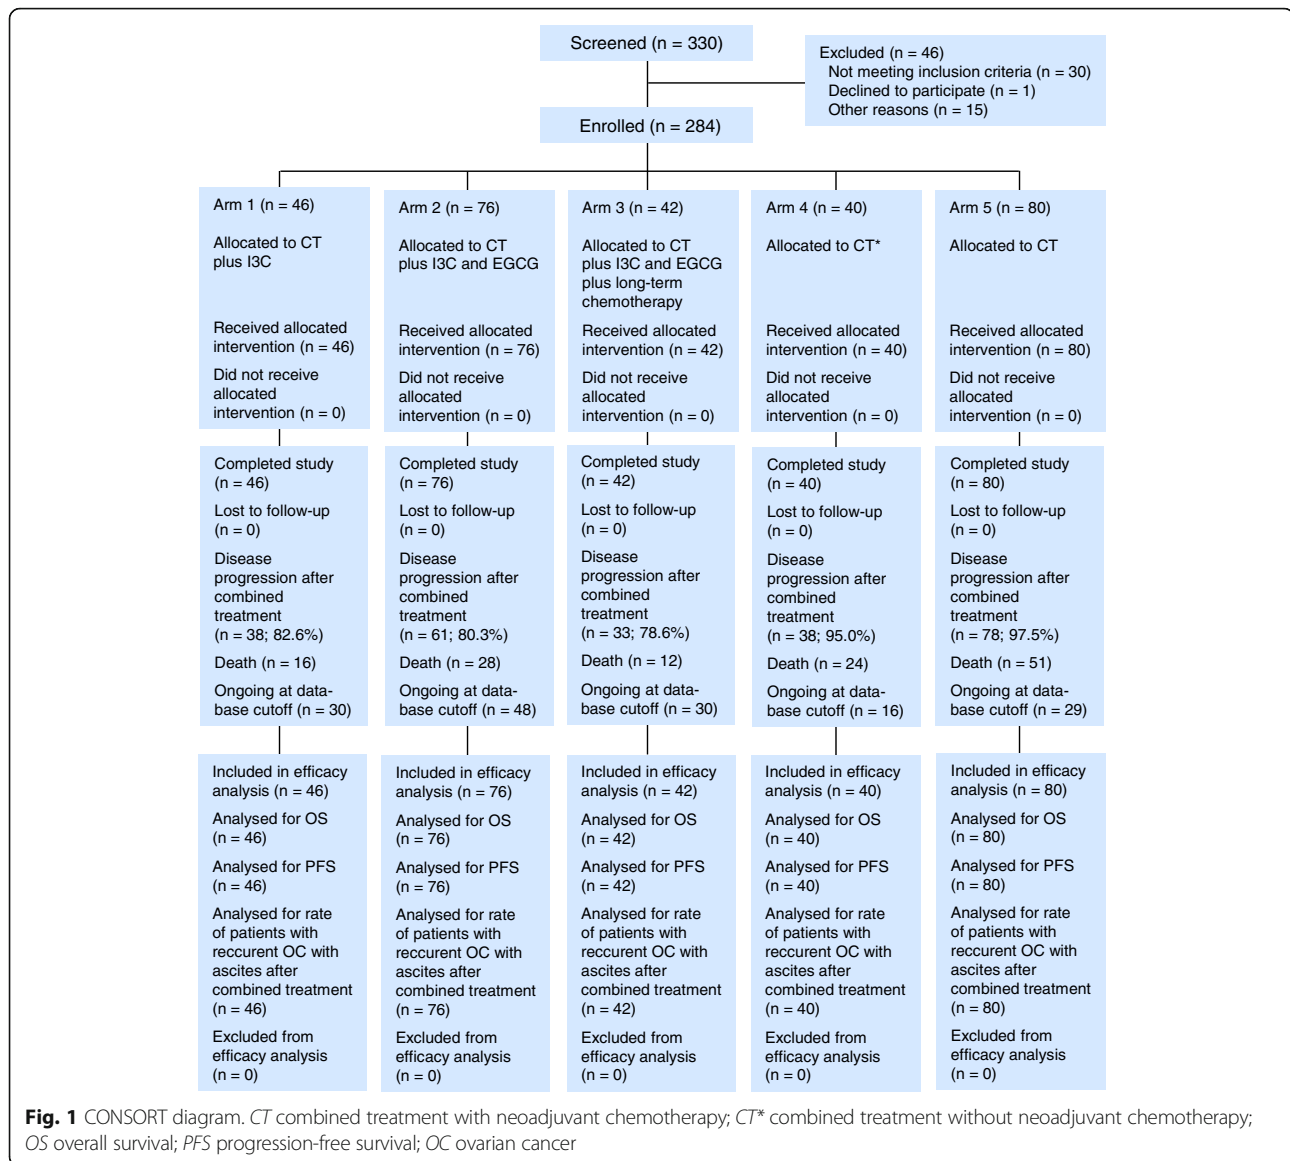 Screened (n = 330)
Excluded (n = 46)
Not meeting inclusion criteria (n = 30)
Declined to participate (n = 1)
Other reasons (n = 15)
Enrolled (n = 284)
Arm 1 (n = 46)
Allocated to CT
plus I3C
Received allocated
intervention (n = 46)
Did not receive
allocated
intervention (n = 0)
Arm 2 (n = 76)
Allocated to CT
plus I3C and EGCG
Received allocated
intervention (n = 76)
Did not receive
allocated
intervention (n = 0)
Arm 3 (n = 42)
Allocated to CT
plus I3C and EGCG
plus long-term
chemotherapy
Received allocated
intervention (n = 42)
Did not receive
allocated
intervention (n = 0)
Arm 4 (n = 40)
Allocated to CT*
Received allocated
intervention (n = 40)
Did not receive
allocated
intervention (n = 0)
Arm 5 (n = 80)
Allocated to CT
Received allocated
intervention (n = 80)
Did not receive
allocated
intervention (n = 0)
Completed study
(n = 46)
Lost to follow-up
(n = 0)
Disease
progression after
combined
treatment
(n = 38; 82.6%)
Death (n = 16)
Ongoing at data-
base cutoff (n = 30)
Completed study
(n = 76)
Lost to follow-up
(n = 0)
Disease
progression after
combined
treatment
(n = 61; 80.3%)
Death (n = 28)
Ongoing at data-
base cutoff (n = 48)
Completed study
(n = 42)
Lost to follow-up
(n = 0)
Disease
progression after
combined
treatment
(n = 33; 78.6%)
Death (n = 12)
Ongoing at data-
base cutoff (n = 30)
Completed study
(n = 40)
Lost to follow-up
(n = 0)
Disease
progression after
combined
treatment
(n = 38; 95.0%)
Death (n = 24)
Ongoing at data-
base cutoff (n = 16)
Completed study
(n = 80)
Lost to follow-up
(n = 0)
Disease
progression after
combined
treatment
(n = 78; 97.5%)
Death (n = 51)
Ongoing at data-
base cutoff (n = 29)
Included in efficacy
analysis (n = 46)
Analysed for OS
(n = 46)
Analysed for PFS
(n = 46)
Analysed for rate
of patients with
reccurent OC with
ascites after
combined treatment
(n = 46)
Excluded from
efficacy analysis
(n = 0)
Included in efficacy
analysis (n = 76)
Analysed for OS
(n = 76)
Analysed for PFS
(n = 76)
Analysed for rate
of patients with
reccurent OC with
ascites after
combined treatment
(n = 76)
Excluded from
efficacy analysis
(n = 0)
Included in efficacy
analysis (n = 42)
Analysed for OS
(n = 42)
Analysed for PFS
(n = 42)
Analysed for rate
of patients with
reccurent OC with
ascites after
combined treatment
(n = 42)
Excluded from
efficacy analysis
(n = 0)
Included in efficacy
analysis (n = 40)
Analysed for OS
(n = 40)
Analysed for PFS
(n = 40)
Analysed for rate
of patients with
reccurent OC with
ascites after
combined treatment
(n = 40)
Excluded from
efficacy analysis
(n = 0)
Included in efficacy
analysis (n = 80)
Analysed for OS
(n = 80)
Analysed for PFS
(n = 80)
Analysed for rate
of patients with
reccurent OC with
ascites after
combined treatment
(n = 80)
Excluded from
efficacy analysis
(n = 0)
Fig. 1 CONSORT diagram. CT combined treatment with neoadjuvant chemotherapy; CT* combined treatment without neoadjuvant chemotherapy;
OS overall survival; PFS progression-free survival; OC ovarian cancer